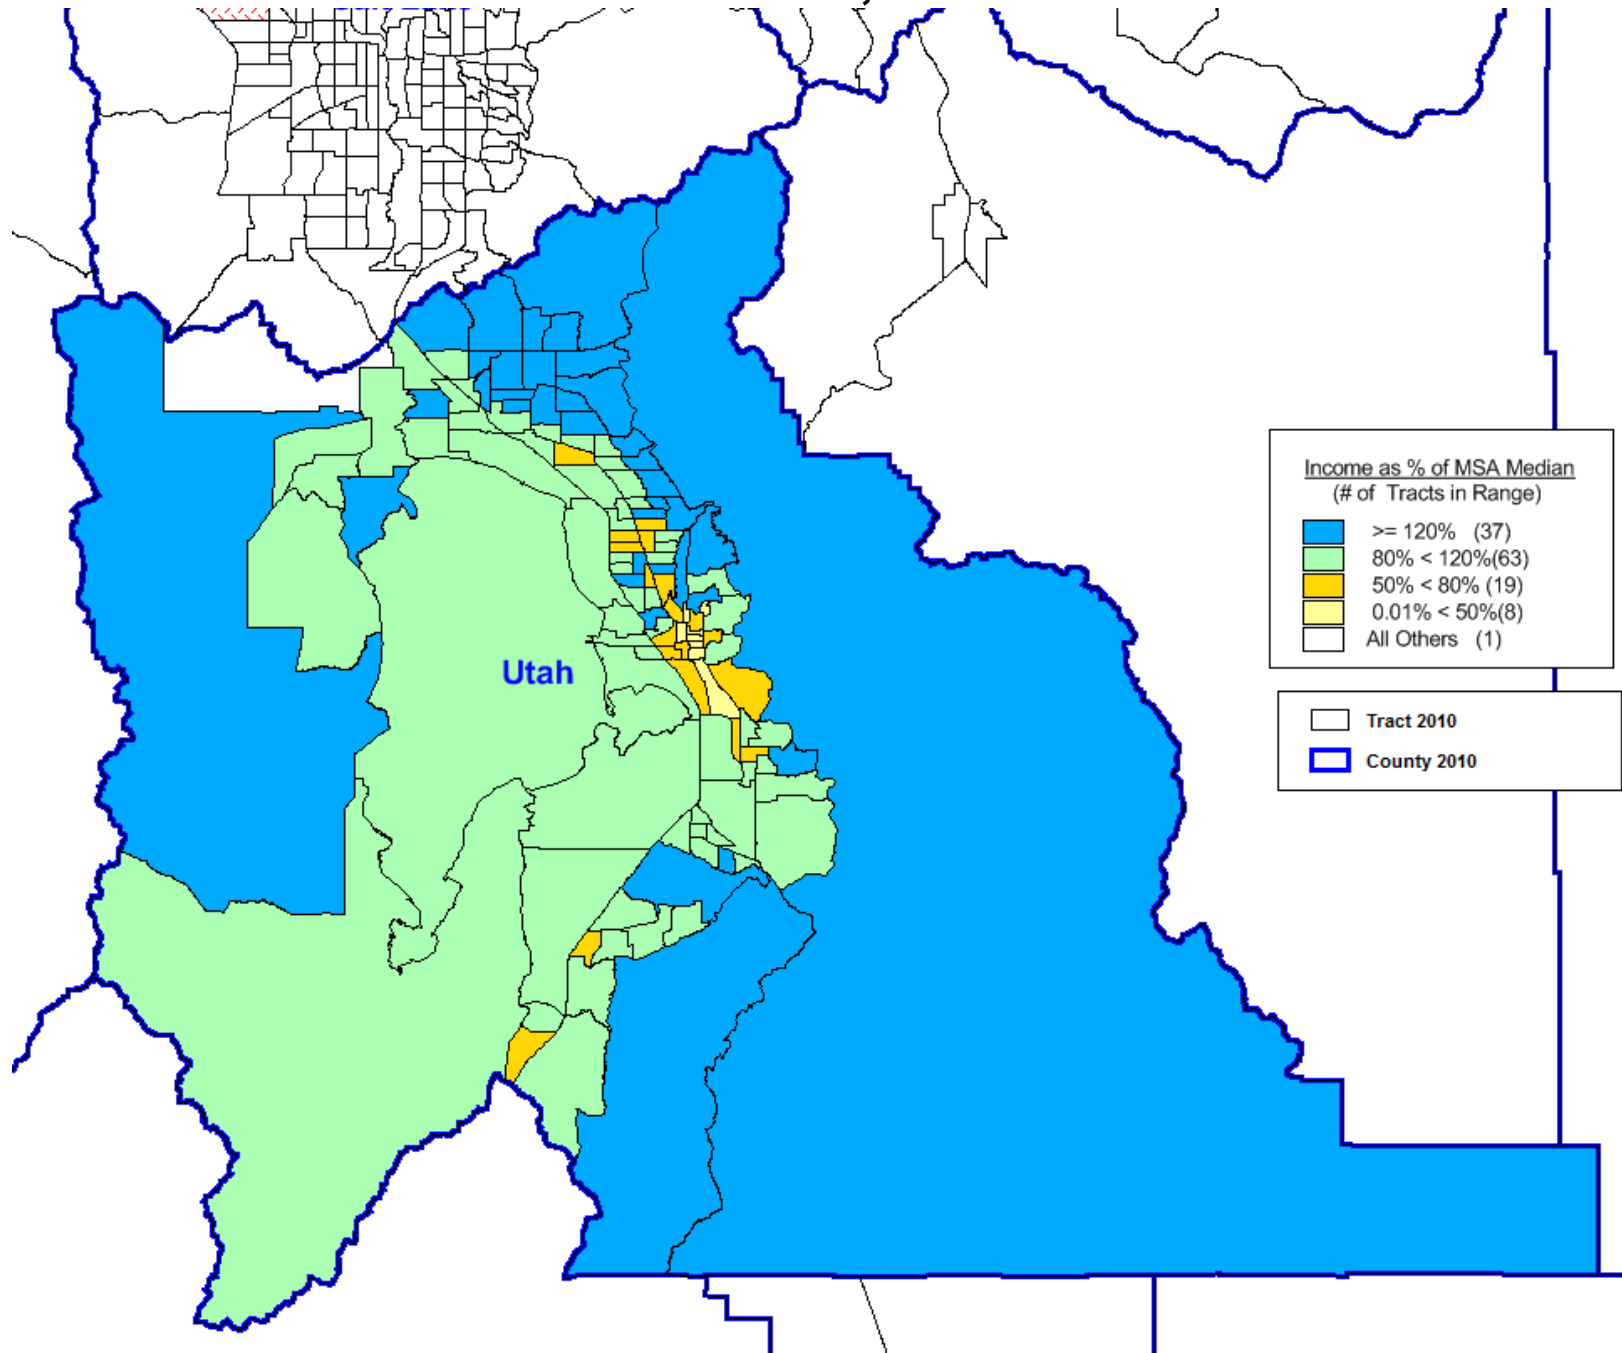 Utah
Income as % of MSA Median
(# of Tracts in Range)
>= 120% (37)
80% < 120%(63)
50% < 80% (19)
0.01% < 50%(8)
All Others (1)
Tract 2010
County 2010